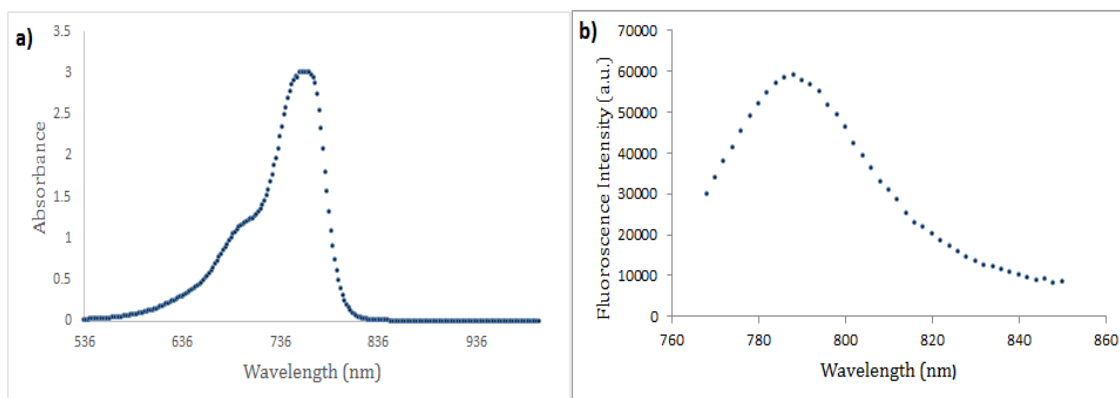 a)
3.5
3
2.5
2
1.5
1
0.5
0
Absorbance
536 636 736 836 936
Wavelength (nm)
b)
70000
60000
50000
40000
30000
20000
10000
0
Fluoroscence Intensity (a.u.)
760 780 800 820 840 860
Wavelength (nm)